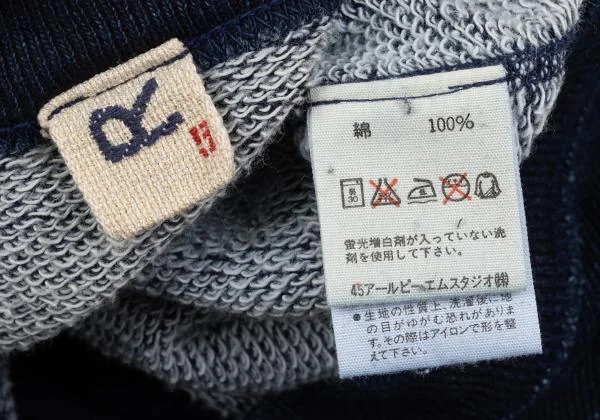 R
綿 100%
蛍光増白剤が入っていない洗
剤を使用して下さい。
45アールピーエムスタジオ㈱
●生地の性質上、洗濯後に地
の目がゆがむ恐れがありま
す。その際はアイロンで形を整
えて下さい。